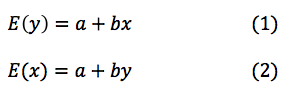 E(y) = a + bx (1)
E(x) = a + by (2)